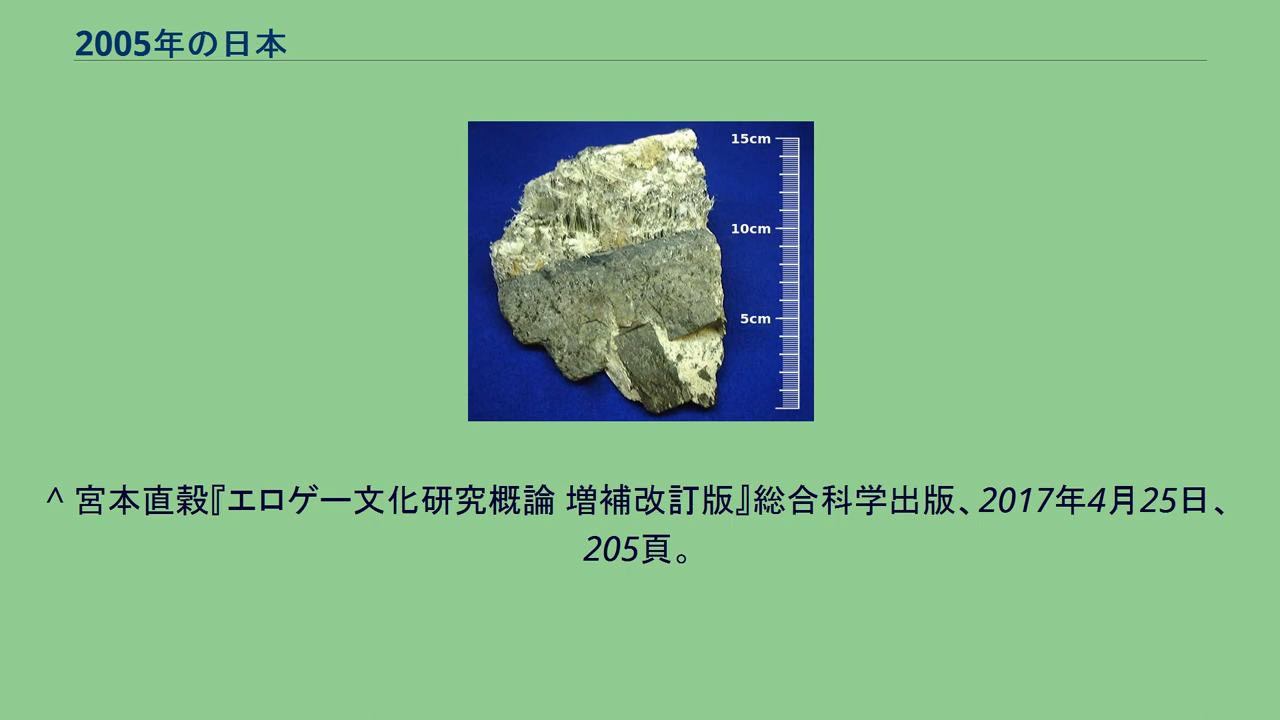 2005年の日本
15cm
10cm
5cm
^ 宮本直毅『エロゲー文化研究概論 増補改訂版』総合科学出版、2017年4月25日、
205頁。